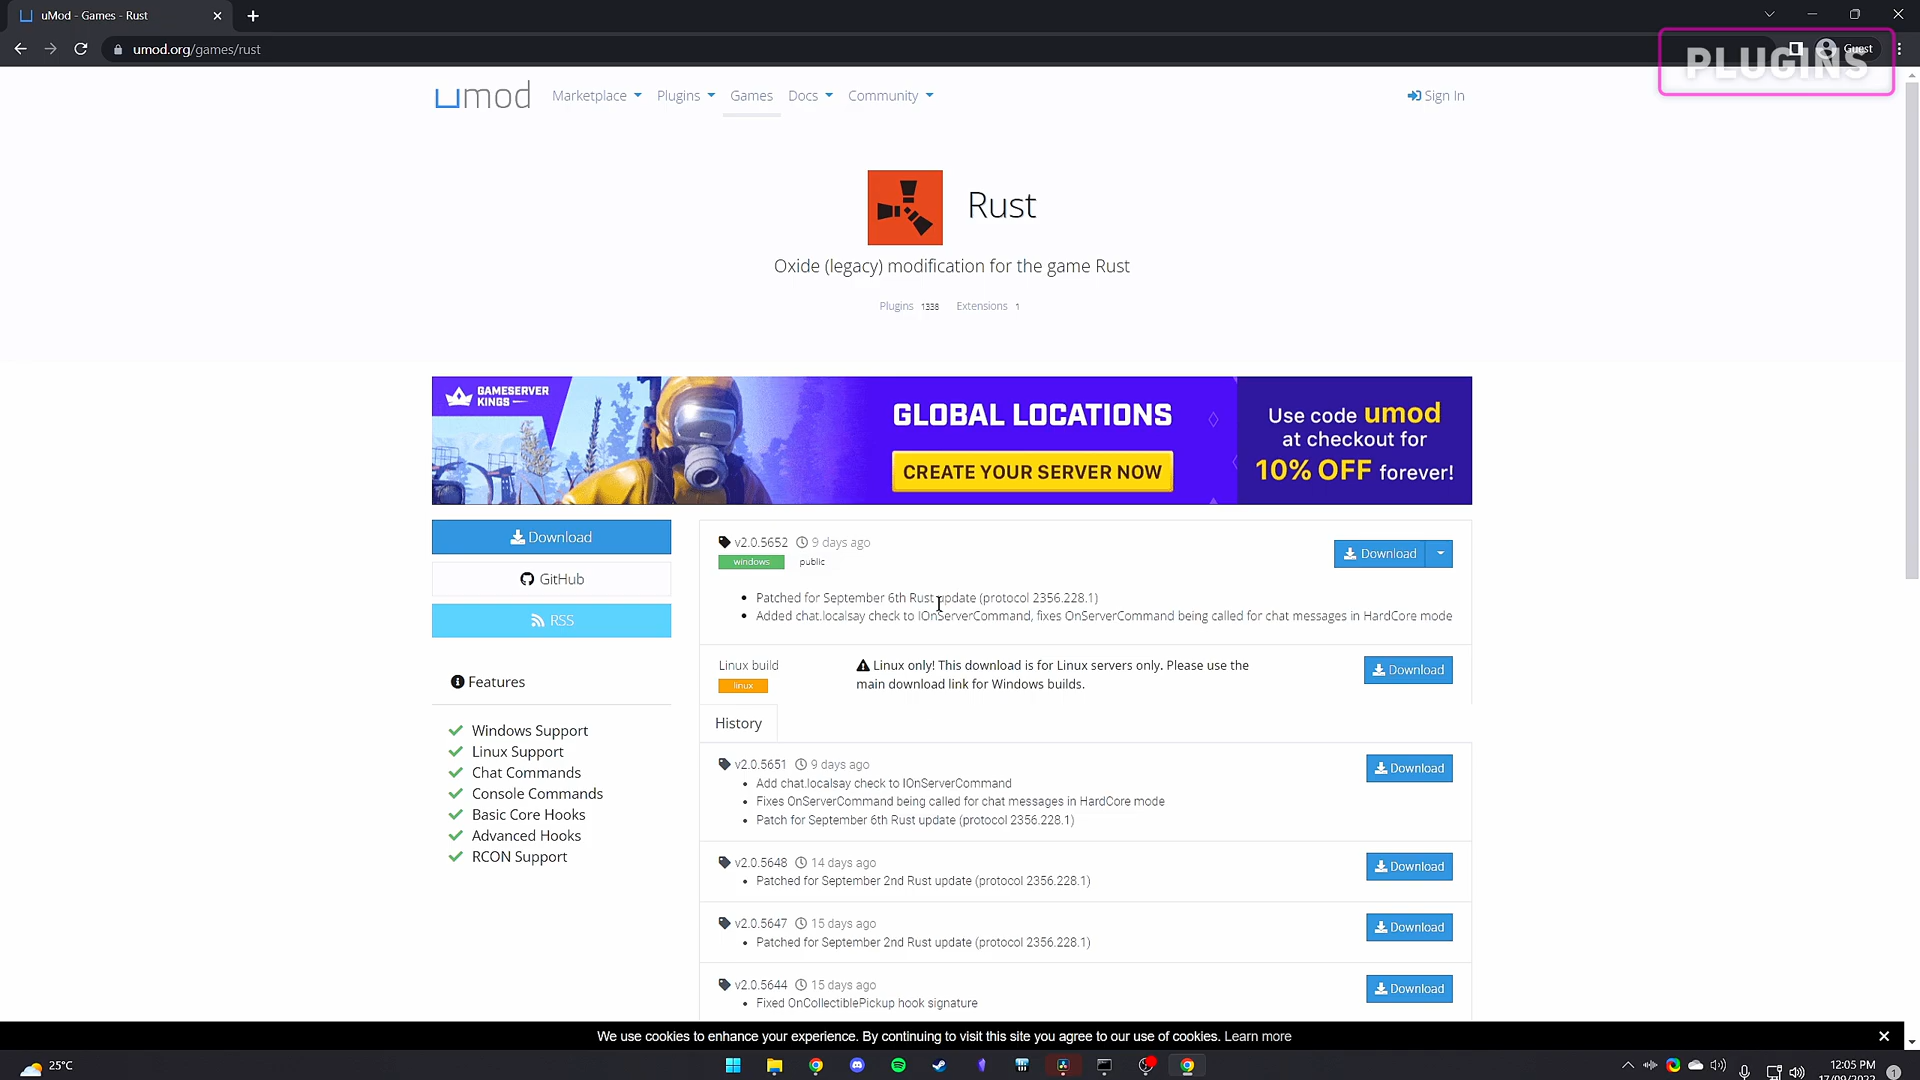 uMod - Games - Rust
umod.org/games/rust
Guest
PLUGINS
umod
Marketplace
Plugins
Games
Docs
Community
Sign In
Rust
Oxide (legacy) modification for the game Rust
Plugins 1338 Extensions 1
GAMESERVER
KINGS
GLOBAL LOCATIONS
CREATE YOUR SERVER NOW
Use code umod
at checkout for
10% OFF forever!
Download
GitHub
RSS
Features
Windows Support
Linux Support
Chat Commands
Console Commands
Basic Core Hooks
Advanced Hooks
RCON Support
v2.0.5652 9 days ago
windows public
Download
Patched for September 6th Rust update (protocol 2356.228.1)
Added chat.localsay check to IOnServerCommand, fixes OnServerCommand being called for chat messages in HardCore mode
Linux build
linux
Linux only! This download is for Linux servers only. Please use the
main download link for Windows builds.
Download
History
v2.0.5651 9 days ago
Download
Add chat.localsay check to IOnServerCommand
Fixes OnServerCommand being called for chat messages in HardCore mode
Patch for September 6th Rust update (protocol 2356.228.1)
v2.0.5648 14 days ago
Download
Patched for September 2nd Rust update (protocol 2356.228.1)
v2.0.5647 15 days ago
Download
Patched for September 2nd Rust update (protocol 2356.228.1)
v2.0.5644 15 days ago
Download
Fixed OnCollectiblePickup hook signature
We use cookies to enhance your experience. By continuing to visit this site you agree to our use of cookies. Learn more
25°C
12:05 PM
17/09/2022
1